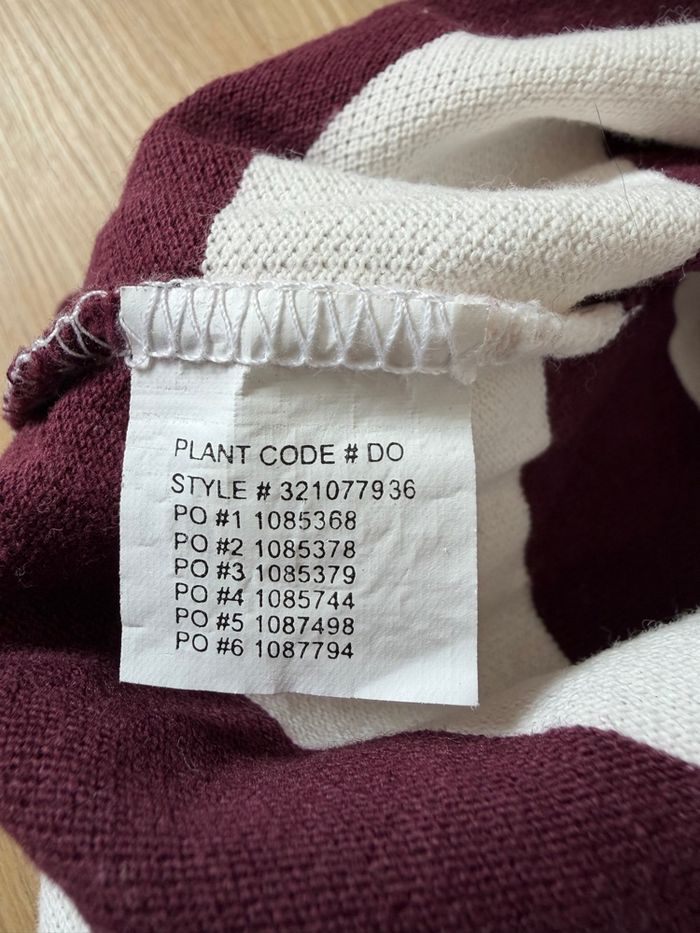 PLANT CODE # DO
STYLE # 321077936
PO #1 1085368
PO #2 1085378
PO #3 1085379
PO #4 1085744
PO #5 1087498
PO #6 1087794